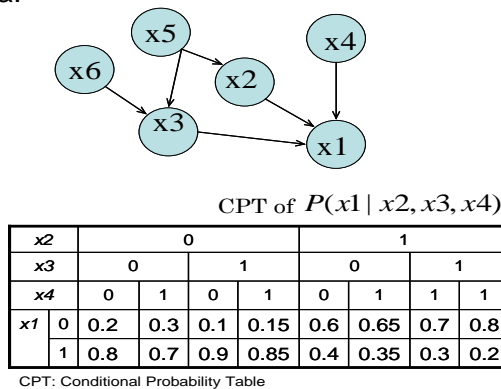 x5
x4
x6
x2
x3
x1
CPT of P(x1 | x2, x3, x4)
x2 0 1
x3 0 1 0 1
x4 0 1 0 1 0 1 1 1
x1 0 0.2 0.3 0.1 0.15 0.6 0.65 0.7 0.8
1 0.8 0.7 0.9 0.85 0.4 0.35 0.3 0.2
CPT: Conditional Probability Table